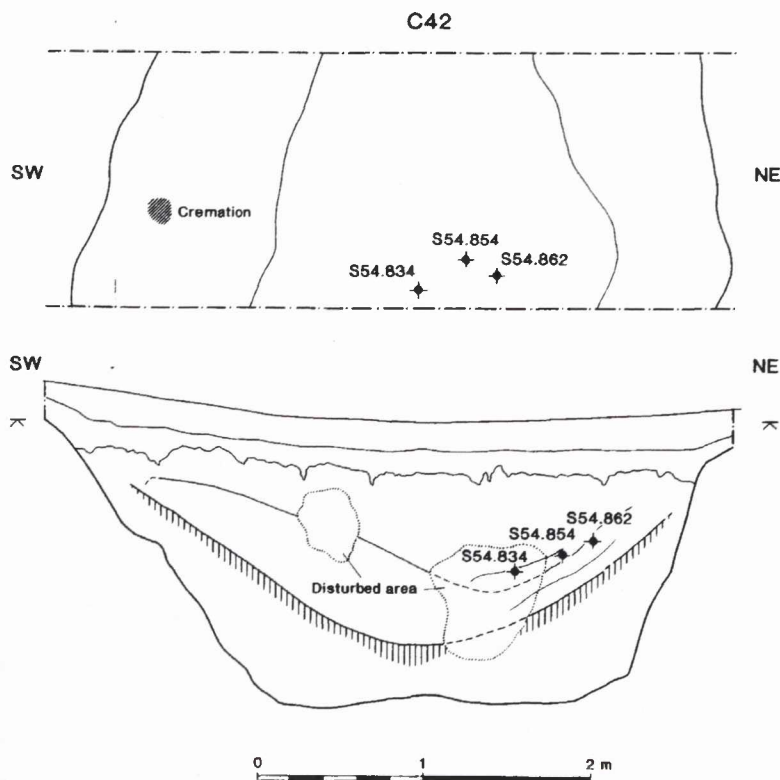 C42
SW
NE
Cremation
S54.854
S54.862
S54.834
SW
NE
S54.862
S54.854
S54.834
Disturbed area
0 1 2 m